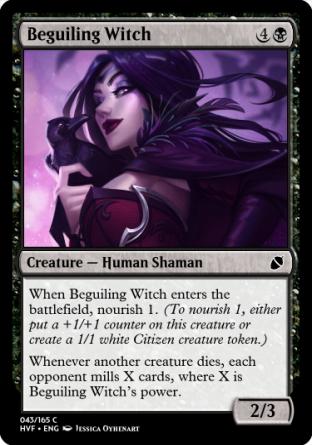 Beguiling Witch 4
Creature — Human Shaman
When Beguiling Witch enters the
battlefield, nourish 1. (To nourish 1, either
put a +1/+1 counter on this creature or
create a 1/1 white Citizen creature token.)
Whenever another creature dies, each
opponent mills X cards, where X is
Beguiling Witch's power.
2/3
043/165 C
HVF • ENG Jessica Oyhenart